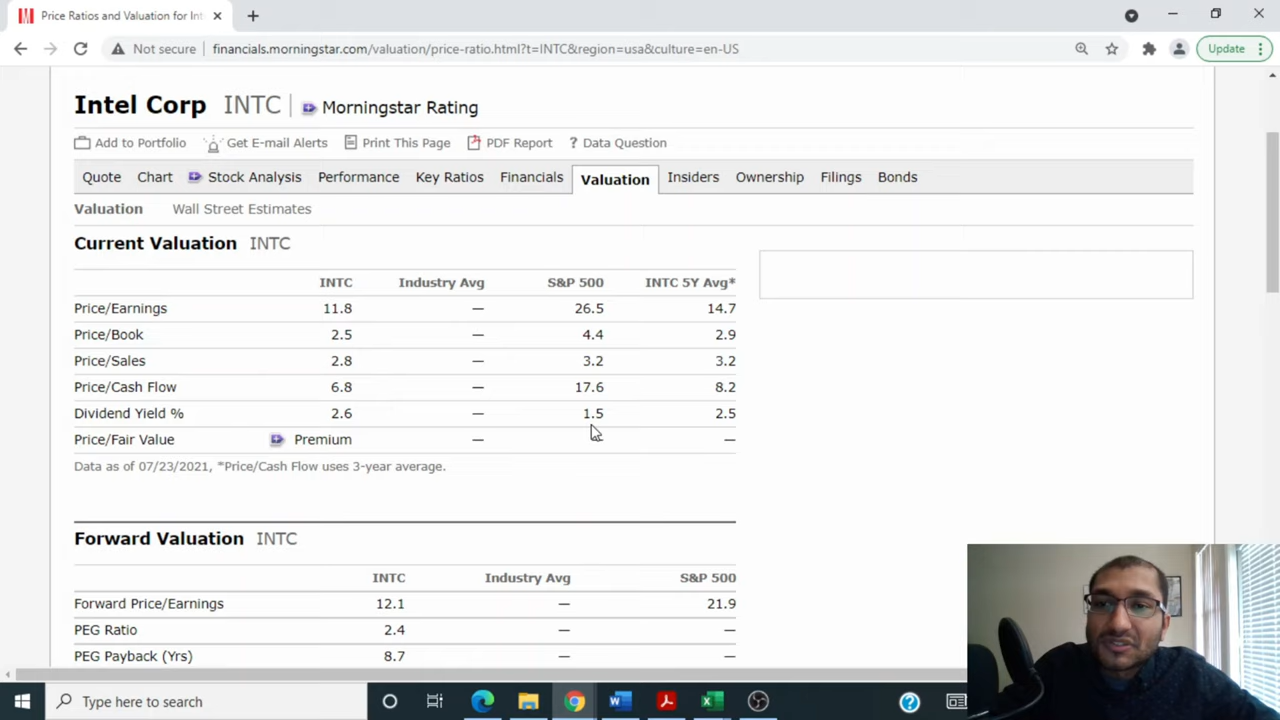 Price Ratios and Valuation for Int
Not secure financials.morningstar.com/valuation/price-ratio.html?t=INTC&region=usa&culture=en-US Update
Intel Corp INTC Morningstar Rating
Add to Portfolio Get E-mail Alerts Print This Page PDF Report ? Data Question
Quote Chart Stock Analysis Performance Key Ratios Financials Valuation Insiders Ownership Filings Bonds
Valuation Wall Street Estimates
Current Valuation INTC
INTC Industry Avg S&P 500 INTC 5Y Avg*
Price/Earnings 11.8 — 26.5 14.7
Price/Book 2.5 — 4.4 2.9
Price/Sales 2.8 — 3.2 3.2
Price/Cash Flow 6.8 — 17.6 8.2
Dividend Yield % 2.6 — 1.5 2.5
Price/Fair Value Premium — — —
Data as of 07/23/2021, *Price/Cash Flow uses 3-year average.
Forward Valuation INTC
INTC Industry Avg S&P 500
Forward Price/Earnings 12.1 — 21.9
PEG Ratio 2.4 — —
PEG Payback (Yrs) 8.7 — —
Type here to search